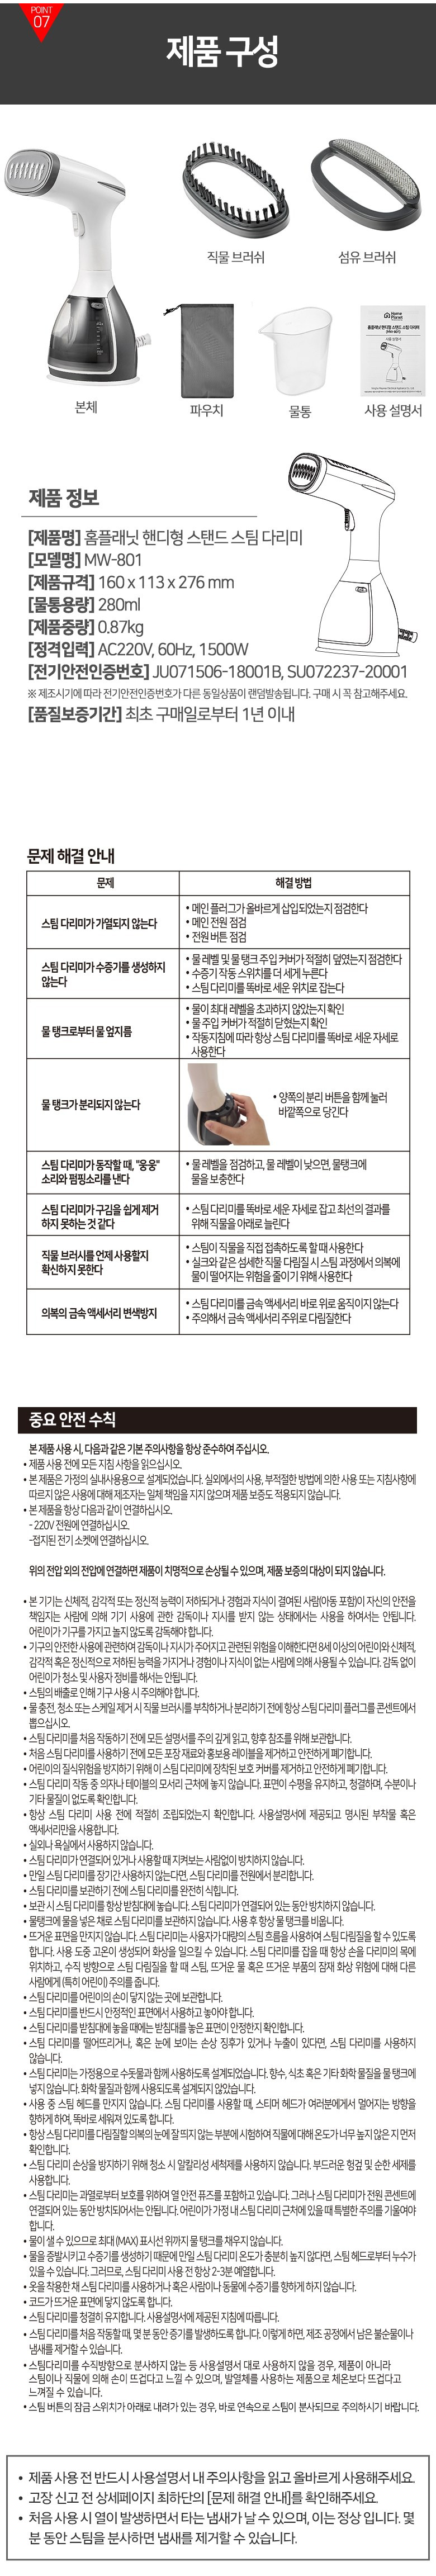 POINT
07
제품 구성
직물 브러쉬
섬유 브러쉬
Home
Planet
홈플래닛 핸디형 스탠드 스팀 다리미
(MW-801)
사용 설명서
본체
파우치
물통
사용 설명서
제품 정보
[제품명] 홈플래닛 핸디형 스탠드 스팀 다리미
[모델명] MW-801
[제품규격] 160 x 113 x 276 mm
[물통용량] 280ml
[제품중량] 0.87kg
[정격입력] AC220V, 60Hz, 1500W
[전기안전인증번호] JU071506-18001B, SU072237-20001
※ 제조시기에 따라 전기안전인증번호가 다른 동일상품이 랜덤발송됩니다. 구매 시 꼭 참고해주세요.
[품질보증기간] 최초 구매일로부터 1년 이내
문제 해결 안내
문제
해결 방법
스팀 다리미가 가열되지 않는다
• 메인 플러그가 올바르게 삽입되었는지 점검한다
• 메인 전원 점검
• 전원 버튼 점검
스팀 다리미가 수증기를 생성하지
않는다
• 물 레벨 및 물 탱크 주입 커버가 적절히 덮였는지 점검한다
• 수증기 작동 스위치를 더 세게 누른다
• 스팀 다리미를 똑바로 세운 위치로 잡는다
물 탱크로부터 물 엎지름
• 물이 최대 레벨을 초과하지 않았는지 확인
• 물 주입 커버가 적절히 닫혔는지 확인
• 작동지침에 따라 항상 스팀 다리미를 똑바로 세운 자세로
사용한다
물 탱크가 분리되지 않는다
• 양쪽의 분리 버튼을 함께 눌러
바깥쪽으로 당긴다
스팀 다리미가 동작할 때, "웅웅"
소리와 펌핑소리를 낸다
• 물 레벨을 점검하고, 물 레벨이 낮으면, 물탱크에
물을 보충한다
스팀 다리미가 구김을 쉽게 제거
하지 못하는 것 같다
• 스팀 다리미를 똑바로 세운 자세로 잡고 최선의 결과를
위해 직물을 아래로 늘린다
직물 브러시를 언제 사용할지
확신하지 못한다
• 스팀이 직물을 직접 접촉하도록 할 때 사용한다
• 실크와 같은 섬세한 직물 다림질 시 스팀 과정에서 의복에
물이 떨어지는 위험을 줄이기 위해 사용한다
의복의 금속 액세서리 변색방지
• 스팀 다리미를 금속 액세서리 바로 위로 움직이지 않는다
• 주의해서 금속 액세서리 주위로 다림질한다
중요 안전 수칙
본 제품 사용 시, 다음과 같은 기본 주의사항을 항상 준수하여 주십시오.
• 제품 사용 전에 모든 지침 사항을 읽으십시오.
• 본 제품은 가정의 실내사용용으로 설계되었습니다. 실외에서의 사용, 부적절한 방법에 의한 사용 또는 지침사항에
따르지 않은 사용에 대해 제조자는 일체 책임을 지지 않으며 제품 보증도 적용되지 않습니다.
• 본 제품을 항상 다음과 같이 연결하십시오.
- 220V 전원에 연결하십시오.
-접지된 전기 소켓에 연결하십시오.
위의 전압 외의 전압에 연결하면 제품이 치명적으로 손상될 수 있으며, 제품 보증의 대상이 되지 않습니다.
• 본 기기는 신체적, 감각적 또는 정신적 능력이 저하되거나 경험과 지식이 결여된 사람(아동 포함)이 자신의 안전을
책임지는 사람에 의해 기기 사용에 관한 감독이나 지시를 받지 않는 상태에서는 사용을 하여서는 안됩니다.
어린이가 기구를 가지고 놀지 않도록 감독해야 합니다.
• 기구의 안전한 사용에 관련하여 감독이나 지시가 주어지고 관련된 위험을 이해한다면 8세 이상의 어린이와 신체적,
감각적 혹은 정신적으로 저하된 능력을 가지거나 경험이나 지식이 없는 사람에 의해 사용될 수 있습니다. 감독 없이
어린이가 청소 및 사용자 정비를 해서는 안됩니다.
• 스팀의 배출로 인해 기구 사용 시 주의해야 합니다.
• 물 충전, 청소 또는 스케일 제거 시 직물 브러시를 부착하거나 분리하기 전에 항상 스팀 다리미 플러그를 콘센트에서
뽑으십시오.
• 스팀 다리미를 처음 작동하기 전에 모든 설명서를 주의 깊게 읽고, 향후 참조를 위해 보관합니다.
• 처음 스팀 다리미를 사용하기 전에 모든 포장 재료와 홍보용 레이블을 제거하고 안전하게 폐기합니다.
• 어린이의 질식위험을 방지하기 위해 이 스팀 다리미에 장착된 보호 커버를 제거하고 안전하게 폐기합니다.
• 스팀 다리미 작동 중 의자나 테이블의 모서리 근처에 놓지 않습니다. 표면이 수평을 유지하고, 청결하며, 수분이나
기타 물질이 없도록 확인합니다.
• 항상 스팀 다리미 사용 전에 적절히 조립되었는지 확인합니다. 사용설명서에 제공되고 명시된 부착물 혹은
액세서리만을 사용합니다.
• 실외나 욕실에서 사용하지 않습니다.
• 스팀 다리미가 연결되어 있거나 사용할 때 지켜보는 사람없이 방치하지 않습니다.
• 만일 스팀 다리미를 장기간 사용하지 않는다면, 스팀 다리미를 전원에서 분리합니다.
• 스팀 다리미를 보관하기 전에 스팀 다리미를 완전히 식힙니다.
• 보관 시 스팀 다리미를 항상 받침대에 놓습니다. 스팀 다리미가 연결되어 있는 동안 방치하지 않습니다.
• 물탱크에 물을 넣은 채로 스팀 다리미를 보관하지 않습니다. 사용 후 항상 물 탱크를 비웁니다.
• 뜨거운 표면을 만지지 않습니다. 스팀 다리미는 사용자가 대량의 스팀 흐름을 사용하여 스팀 다림질을 할 수 있도록
합니다. 사용 도중 고온이 생성되어 화상을 일으킬 수 있습니다. 스팀 다리미를 잡을 때 항상 손을 다리미의 목에
위치하고, 수직 방향으로 스팀 다림질을 할 때 스팀, 뜨거운 물 혹은 뜨거운 부품의 잠재 화상 위험에 대해 다른
사람에게 (특히 어린이) 주의를 줍니다.
• 스팀 다리미를 어린이의 손이 닿지 않는 곳에 보관합니다.
• 스팀 다리미를 반드시 안정적인 표면에서 사용하고 놓아야 합니다.
• 스팀 다리미를 받침대에 놓을 때에는 받침대를 놓은 표면이 안정한지 확인합니다.
• 스팀 다리미를 떨어뜨리거나, 혹은 눈에 보이는 손상 징후가 있거나 누출이 있다면, 스팀 다리미를 사용하지
않습니다.
• 스팀 다리미는 가정용으로 수돗물과 함께 사용하도록 설계되었습니다. 향수, 식초 혹은 기타 화학 물질을 물 탱크에
넣지 않습니다. 화학 물질과 함께 사용되도록 설계되지 않았습니다.
• 사용 중 스팀 헤드를 만지지 않습니다. 스팀 다리미를 사용할 때, 스티머 헤드가 여러분에게서 멀어지는 방향을
향하게 하여, 똑바로 세워져 있도록 합니다.
• 항상 스팀 다리미를 다림질할 의복의 눈에 잘 띄지 않는 부분에 시험하여 직물에 대해 온도가 너무 높지 않은 지 먼저
확인합니다.
• 스팀 다리미 손상을 방지하기 위해 청소 시 알칼리성 세척제를 사용하지 않습니다. 부드러운 헝겊 및 순한 세제를
사용합니다.
• 스팀 다리미는 과열로부터 보호를 위하여 열 안전 퓨즈를 포함하고 있습니다. 그러나 스팀 다리미가 전원 콘센트에
연결되어 있는 동안 방치되어서는 안됩니다. 어린이가 가정 내 스팀 다리미 근처에 있을 때 특별한 주의를 기울여야
합니다.
• 물이 샐 수 있으므로 최대 (MAX) 표시선 위까지 물 탱크를 채우지 않습니다.
• 물을 증발시키고 수증기를 생성하기 때문에 만일 스팀 다리미 온도가 충분히 높지 않다면, 스팀 헤드로부터 누수가
있을 수 있습니다. 그러므로, 스팀 다리미 사용 전 항상 2-3분 예열합니다.
• 옷을 착용한 채 스팀 다리미를 사용하거나 혹은 사람이나 동물에 수증기를 향하게 하지 않습니다.
• 코드가 뜨거운 표면에 닿지 않도록 합니다.
• 스팀 다리미를 청결히 유지합니다. 사용설명서에 제공된 지침에 따릅니다.
• 스팀 다리미를 처음 작동할 때, 몇 분 동안 증기를 발생하도록 합니다. 이렇게 하면, 제조 공정에서 남은 불순물이나
냄새를 제거할 수 있습니다.
• 스팀다리미를 수직방향으로 분사하지 않는 등 사용설명서 대로 사용하지 않을 경우, 제품이 아니라
스팀이나 직물에 의해 손이 뜨겁다고 느낄 수 있으며, 발열체를 사용하는 제품으로 체온보다 뜨겁다고
느껴질 수 있습니다.
• 스팀 버튼의 잠금 스위치가 아래로 내려가 있는 경우, 바로 연속으로 스팀이 분사되므로 주의하시기 바랍니다.
• 제품 사용 전 반드시 사용설명서 내 주의사항을 읽고 올바르게 사용해주세요.
• 고장 신고 전 상세페이지 최하단의 [문제 해결 안내]를 확인해주세요.
• 처음 사용 시 열이 발생하면서 타는 냄새가 날 수 있으며, 이는 정상 입니다. 몇
분 동안 스팀을 분사하면 냄새를 제거할 수 있습니다.